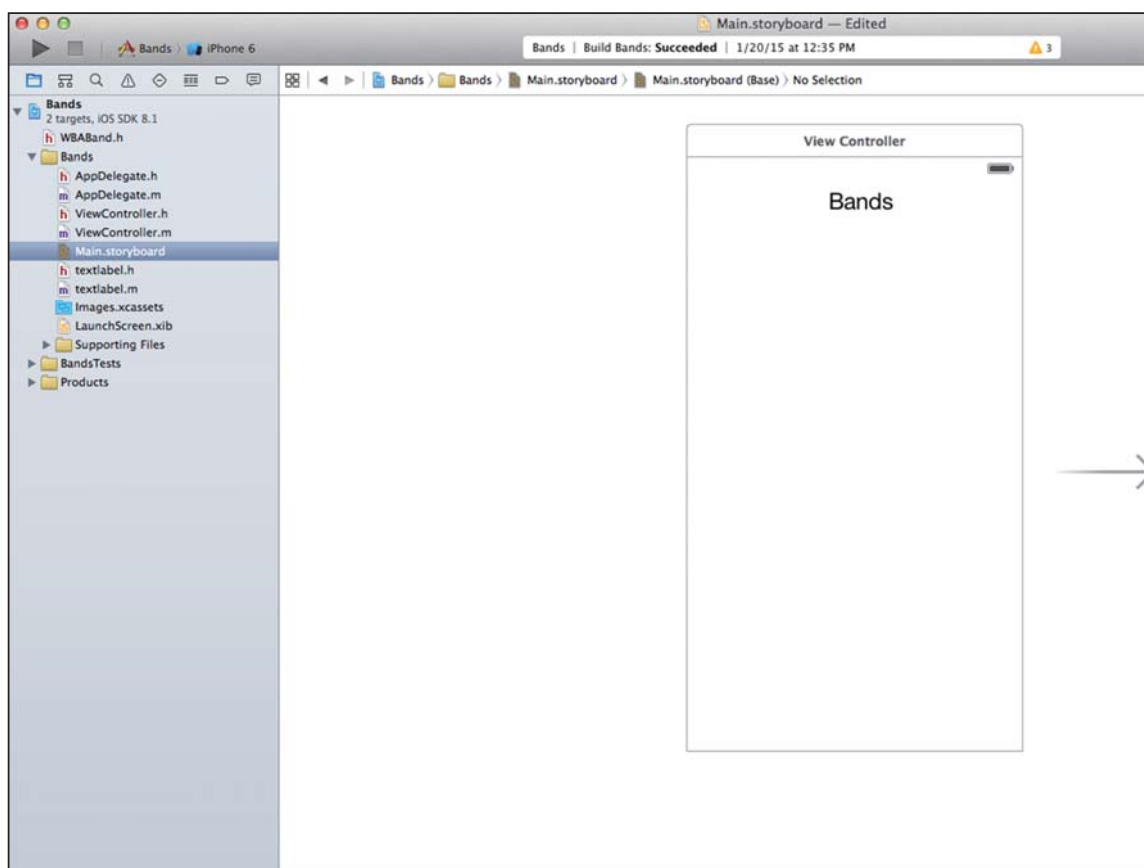 Main.storyboard — Edited
Bands 〉 iPhone 6
Bands | Build Bands: Succeeded | 1/20/15 at 12:35 PM
3
Bands 〉 Bands 〉 Main.storyboard 〉 Main.storyboard (Base) 〉 No Selection
Bands
2 targets, iOS SDK 8.1
h WBABand.h
Bands
h AppDelegate.h
m AppDelegate.m
h ViewController.h
m ViewController.m
Main.storyboard
h textlabel.h
m textlabel.m
Images.xcassets
LaunchScreen.xib
Supporting Files
BandsTests
Products
View Controller
Bands